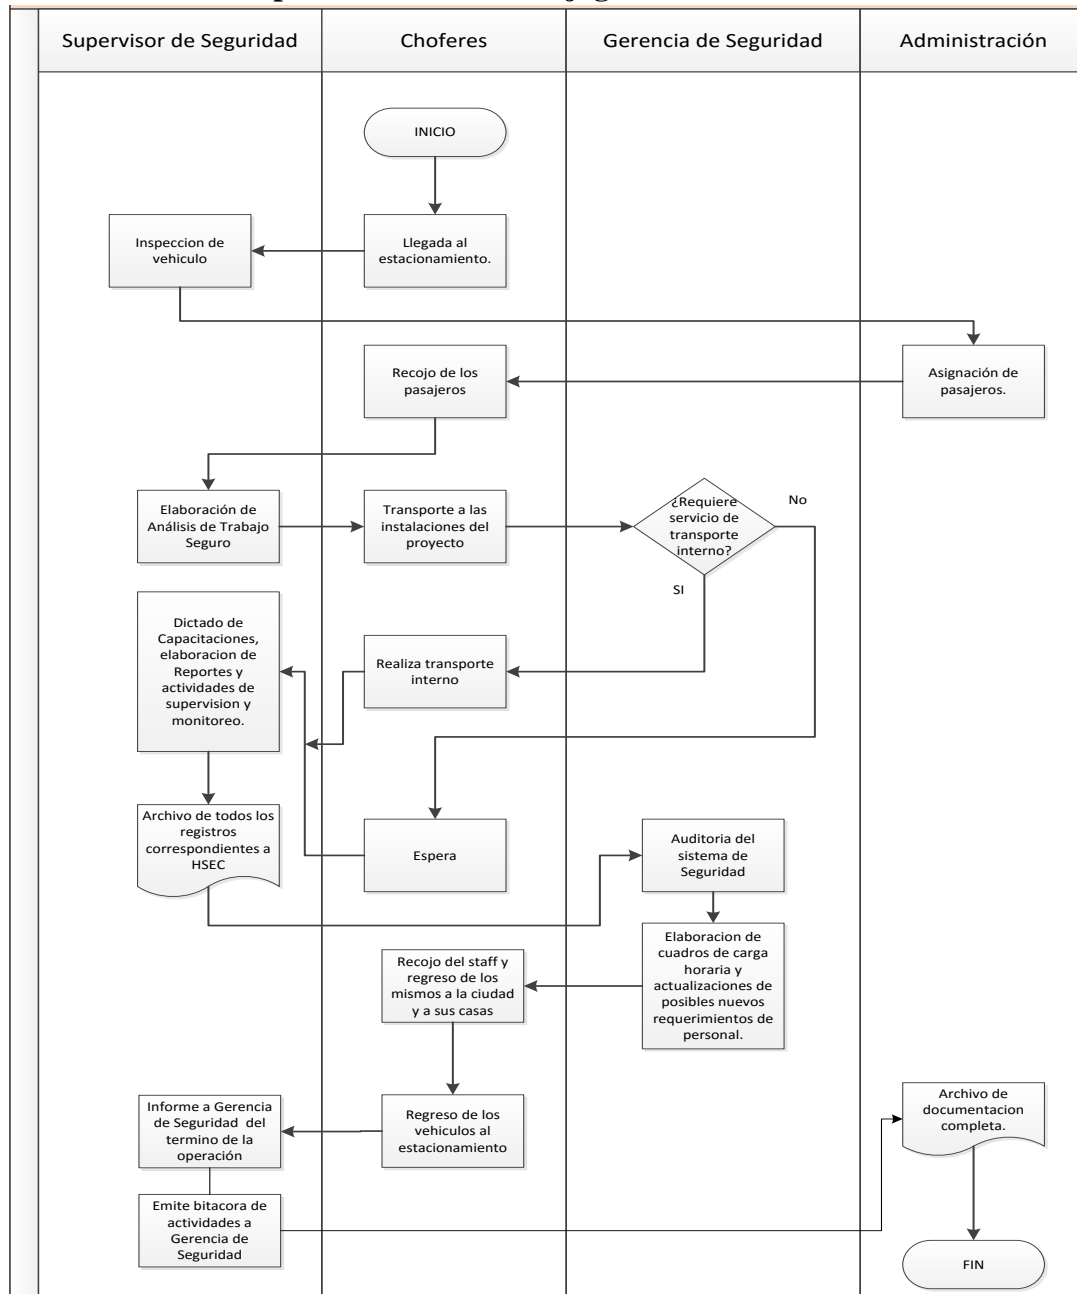 Supervisor de Seguridad
Choferes
Gerencia de Seguridad
Administración
INICIO
Llegada al
estacionamiento.
Inspeccion de
vehiculo
Asignación de
pasajeros.
Recojo de los
pasajeros
Elaboración de
Análisis de Trabajo
Seguro
Transporte a las
instalaciones del
proyecto
¿Requiere
servicio de
transporte
interno?
No
SI
Dictado de
Capacitaciones,
elaboracion de
Reportes y
actividades de
supervision y
monitoreo.
Realiza transporte
interno
Archivo de todos los
registros
correspondientes a
HSEC
Espera
Auditoria del
sistema de
Seguridad
Elaboracion de
cuadros de carga
horaria y
actualizaciones de
posibles nuevos
requerimientos de
personal.
Recojo del staff y
regreso de los
mismos a la ciudad
y a sus casas
Regreso de los
vehiculos al
estacionamiento
Informe a Gerencia
de Seguridad del
termino de la
operación
Emite bitacora de
actividades a
Gerencia de
Seguridad
Archivo de
documentacion
completa.
FIN